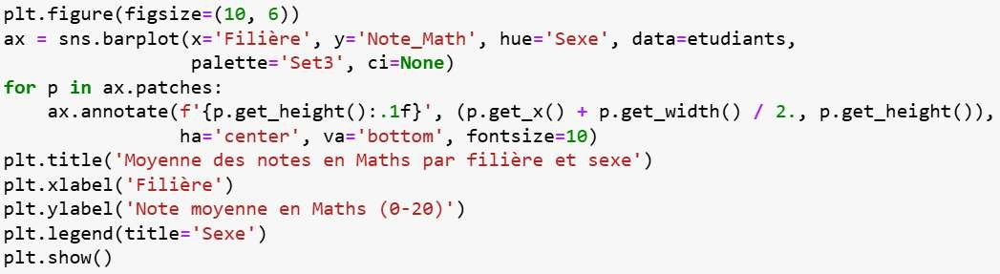 plt.figure(figsize=(10, 6))
ax = sns.barplot(x='Filière', y='Note_Math', hue='Sexe', data=etudiants,
                 palette='Set3', ci=None)
for p in ax.patches:
    ax.annotate(f'{p.get_height():.1f}', (p.get_x() + p.get_width() / 2., p.get_height()),
                ha='center', va='bottom', fontsize=10)
plt.title('Moyenne des notes en Maths par filière et sexe')
plt.xlabel('Filière')
plt.ylabel('Note moyenne en Maths (0-20)')
plt.legend(title='Sexe')
plt.show()